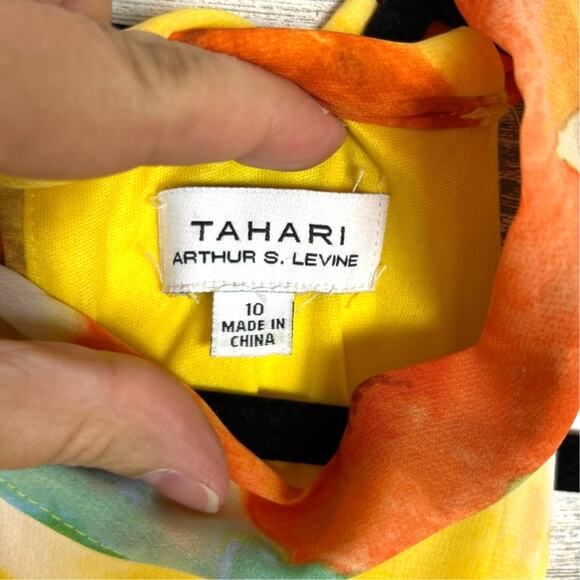 TAHARI
ARTHUR S. LEVINE
10
MADE IN
CHINA